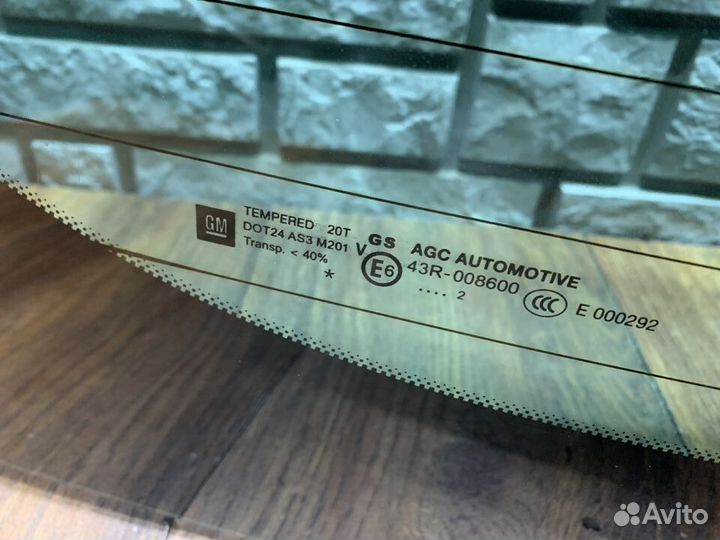 GM
TEMPERED 20T
DOT24 AS3 M201
Transp. < 40%
*
V GS AGC AUTOMOTIVE
E6 43R-008600
.... 2
CCC E 000292
Avito